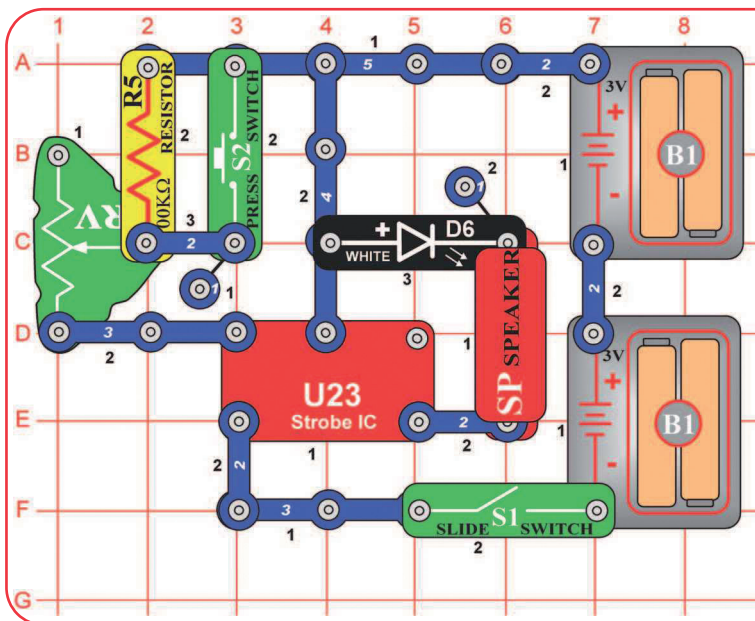 1 2 3 4 5 6 7 8
A
B
C
D
E
F
G
1
5
2
2
R5
RESISTOR
00KΩ
2
S2
PRESS SWITCH
2
1
RV
3
2
1
1
2
4
2
1
+
D6
WHITE
3
SP SPEAKER
1
3V
+
-
B1
1
2
2
3
2
U23
Strobe IC
1
2
2
2
2
3
1
S1
SLIDE SWITCH
2
3V
+
-
B1
1